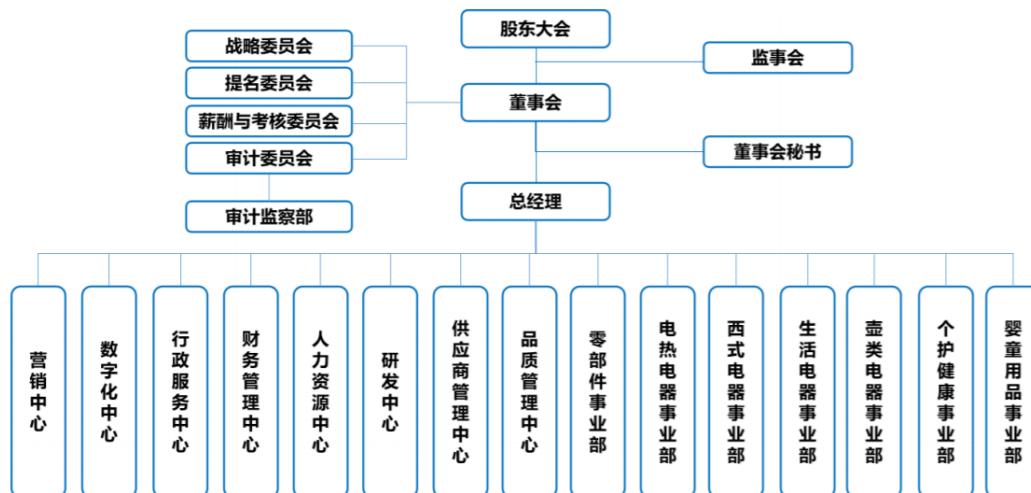 股东大会
战略委员会
监事会
提名委员会
董事会
薪酬与考核委员会
审计委员会
董事会秘书
总经理
审计监察部
营销中心
数字化中心
行政服务中心
财务管理中心
人力资源中心
研发中心
供应商管理中心
品质管理中心
零部件事业部
电热电器事业部
西式电器事业部
生活电器事业部
壶类电器事业部
个护健康事业部
婴童用品事业部